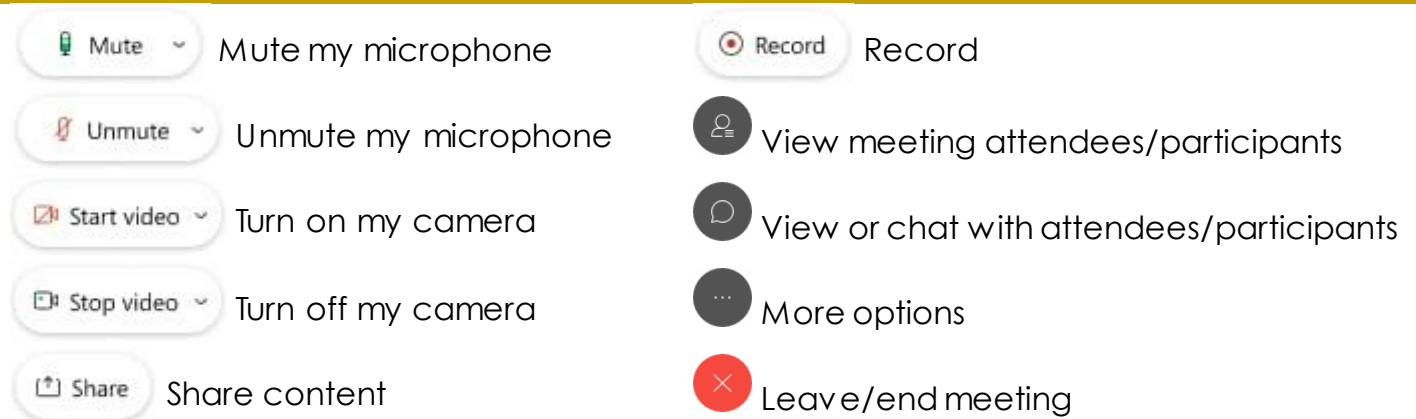 Mute Mute my microphone
Unmute Unmute my microphone
Start video Turn on my camera
Stop video Turn off my camera
Share Share content
Record Record
View meeting attendees/participants
View or chat with attendees/participants
More options
Leave/end meeting